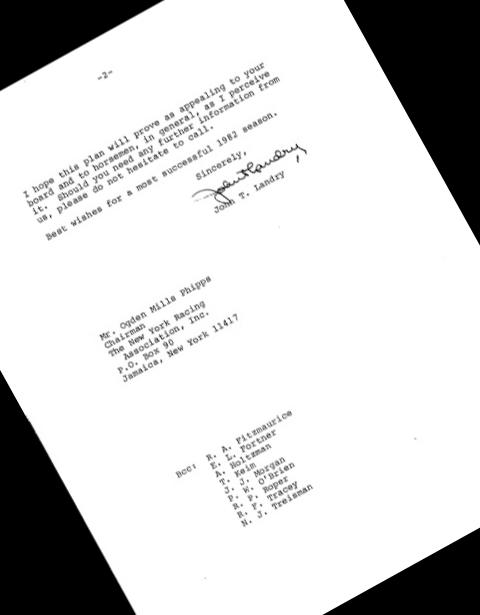 -2-
I hope this plan will prove as appealing to your
board and to horsemen, in general, as I perceive
it. Should you need any further information from
us, please do not hesitate to call.
Best wishes for a most successful 1982 season.
Sincerely,
John T. Landry
John T. Landry
Mr. Ogden Mills Phipps
Chairman
The New York Racing
Association, Inc.
P.O. Box 90
Jamaica, New York 11417
Bcc: R. A. Fitzmaurice
E. L. Fortner
A. Holtzman
T. Keim
J. J. Morgan
P. W. O'Brien
R. P. Roper
R. F. Tracey
N. J. Treisman